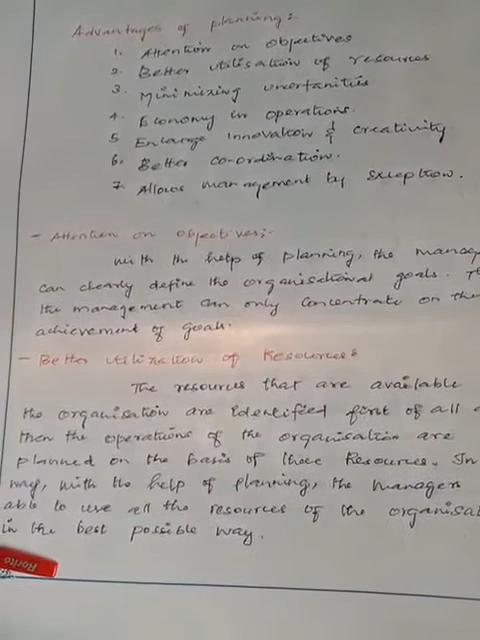 Advantages of planning:-
1. Attention on objectives
2. Better utilisation of resources
3. Minimizing uncertanities
4. Economy in operations.
5 Enlarge Innovation & creativity
6. Better co-ordination.
7. Allows management by exception.
- Attention on objectives:-
with the help of planning, the manage
can clearly define the organisational goals. T
the management can only concentrate on the
achievement of goals.
- Better utilization of Resources
The resources that are available
the organisation are identified first of all a
then the operations of the organisation are
planned on the basis of those Resources. In
way, with the help of planning, the managers
able to use all the resources of the organisat
in the best possible way.
Rorito